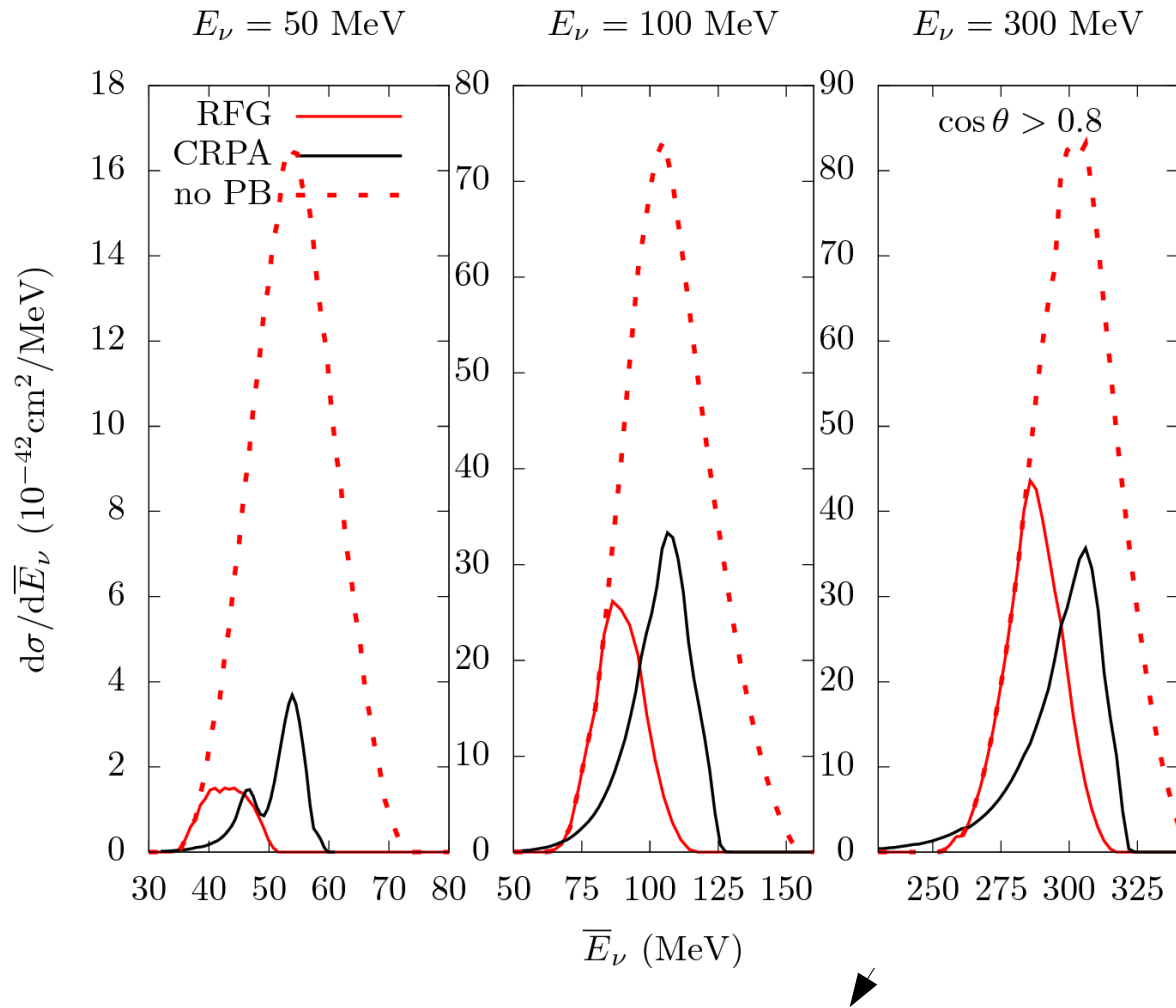 E_ν = 50 MeV
E_ν = 100 MeV
E_ν = 300 MeV
dσ/dE̅_ν (10⁻⁴²cm²/MeV)
18
16
14
12
10
8
6
4
2
0
RFG
CRPA
no PB
30 40 50 60 70 80
80
70
60
50
40
30
20
10
0
50 75 100 125 150
90
80
70
60
50
40
30
20
10
0
cos θ > 0.8
250 275 300 325
E̅_ν (MeV)